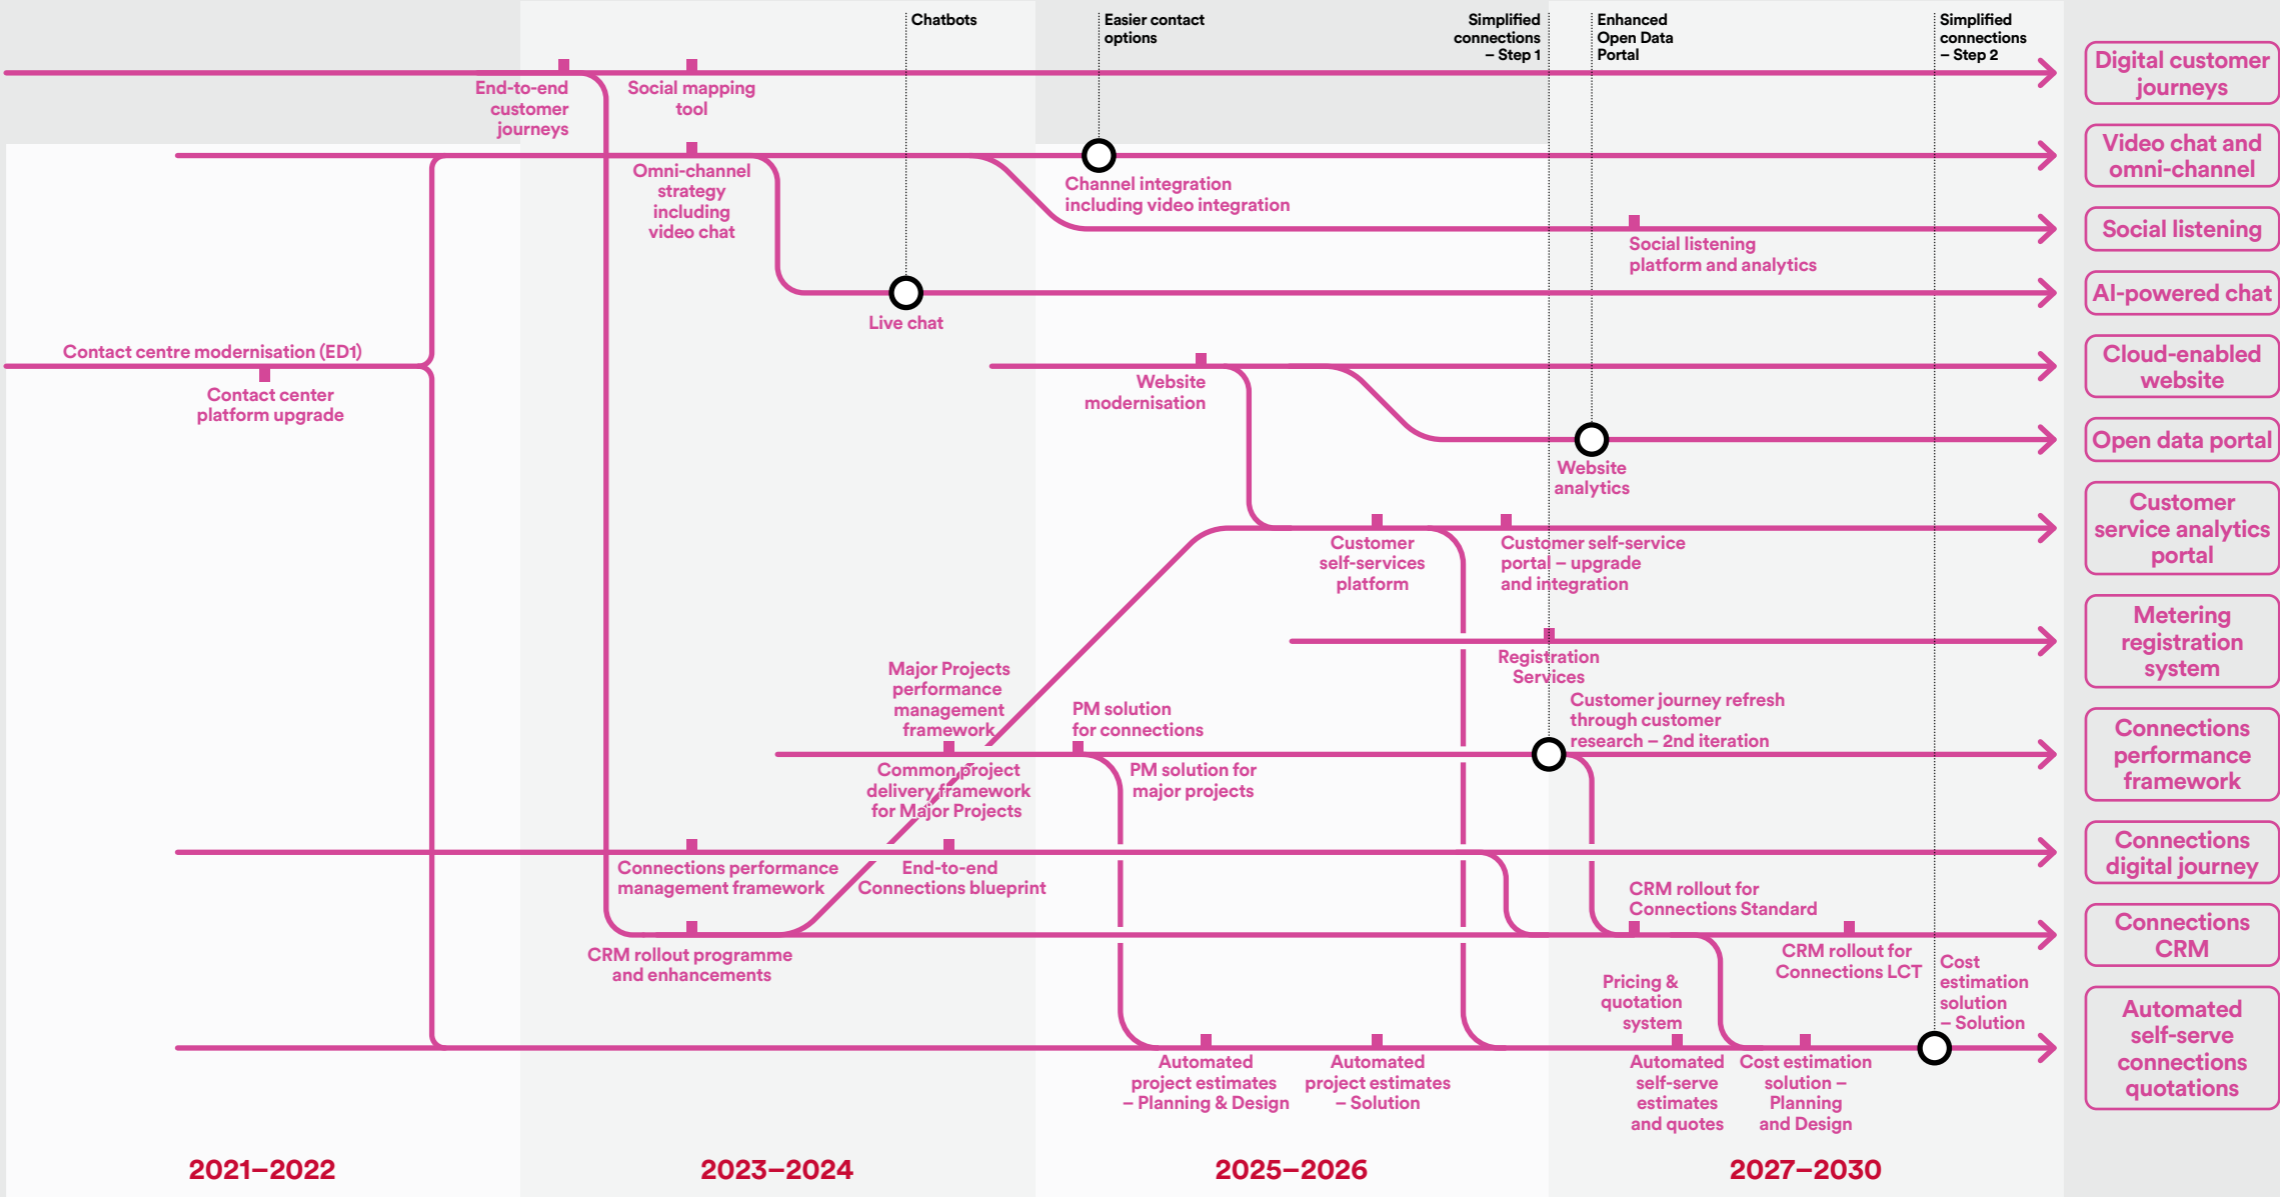 Chatbots
Easier contact
options
Simplified
connections
– Step 1
Enhanced
Open Data
Portal
Simplified
connections
– Step 2
End-to-end
customer
journeys
Social mapping
tool
Digital customer
journeys
Omni-channel
strategy
including
video chat
Channel integration
including video integration
Video chat and
omni-channel
Social listening
platform and analytics
Social listening
Live chat
AI-powered chat
Contact centre modernisation (ED1)
Contact center
platform upgrade
Website
modernisation
Cloud-enabled
website
Website
analytics
Open data portal
Customer
self-services
platform
Customer self-service
portal – upgrade
and integration
Customer
service analytics
portal
Registration
Services
Metering
registration
system
Major Projects
performance
management
framework
Common project
delivery framework
for Major Projects
PM solution
for connections
PM solution for
major projects
Customer journey refresh
through customer
research – 2nd iteration
Connections
performance
framework
Connections performance
management framework
End-to-end
Connections blueprint
Connections
digital journey
CRM rollout programme
and enhancements
CRM rollout for
Connections Standard
CRM rollout for
Connections LCT
Connections
CRM
Automated
project estimates
– Planning & Design
Automated
project estimates
– Solution
Pricing &
quotation
system
Automated
self-serve
estimates
and quotes
Cost estimation
solution –
Planning
and Design
Cost
estimation
solution
– Solution
Automated
self-serve
connections
quotations
2021–2022
2023–2024
2025–2026
2027–2030